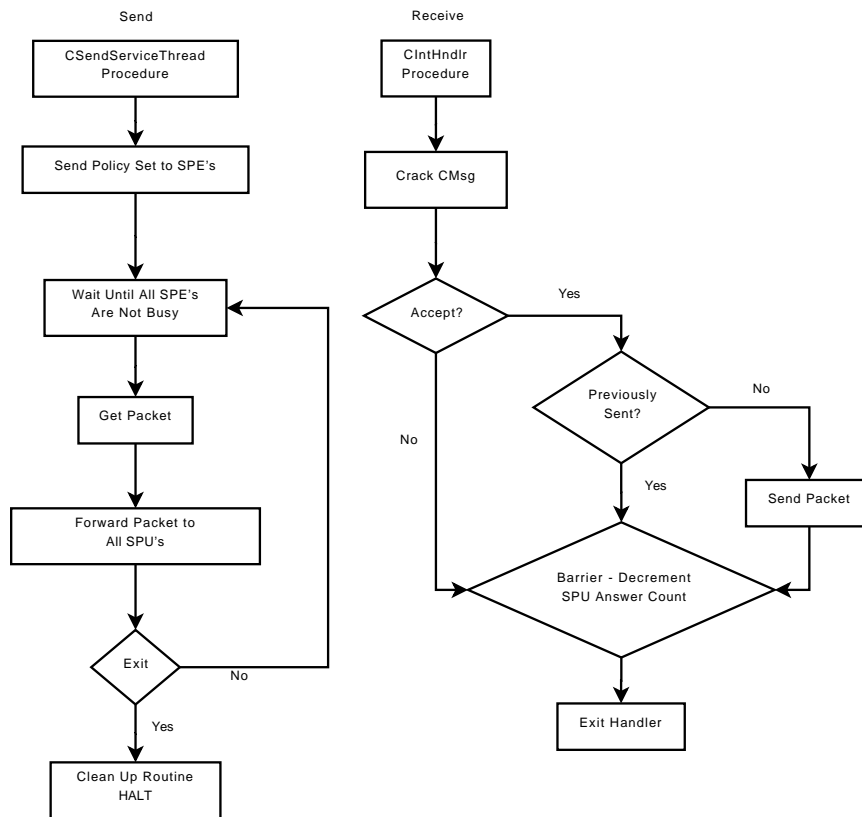 Send
CSendServiceThread
Procedure
Send Policy Set to SPE's
Wait Until All SPE's
Are Not Busy
Get Packet
Forward Packet to
All SPU's
Exit
No
Yes
Clean Up Routine
HALT
Receive
CIntHndlr
Procedure
Crack CMsg
Accept?
Yes
No
Previously
Sent?
No
Yes
Send Packet
Barrier - Decrement
SPU Answer Count
Exit Handler